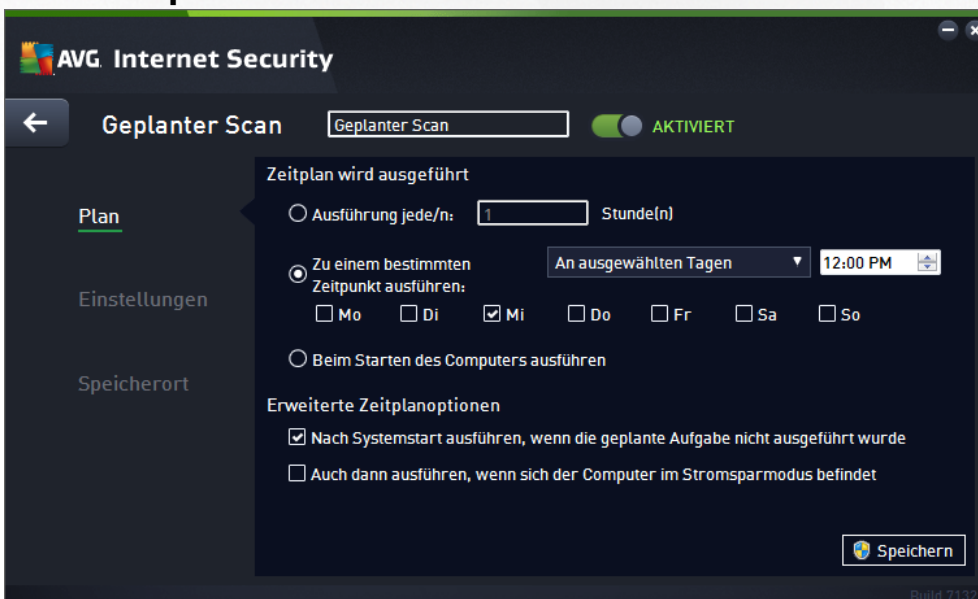 AVG. Internet Security
Geplanter Scan
Geplanter Scan
AKTIVIERT
Zeitplan wird ausgeführt
Plan
Ausführung jede/n:
1
Stunde(n)
Zu einem bestimmten
Zeitpunkt ausführen:
An ausgewählten Tagen
12:00 PM
Mo Di Mi Do Fr Sa So
Einstellungen
Beim Starten des Computers ausführen
Speicherort
Erweiterte Zeitplanoptionen
Nach Systemstart ausführen, wenn die geplante Aufgabe nicht ausgeführt wurde
Auch dann ausführen, wenn sich der Computer im Stromsparmodus befindet
Speichern
Build 7132